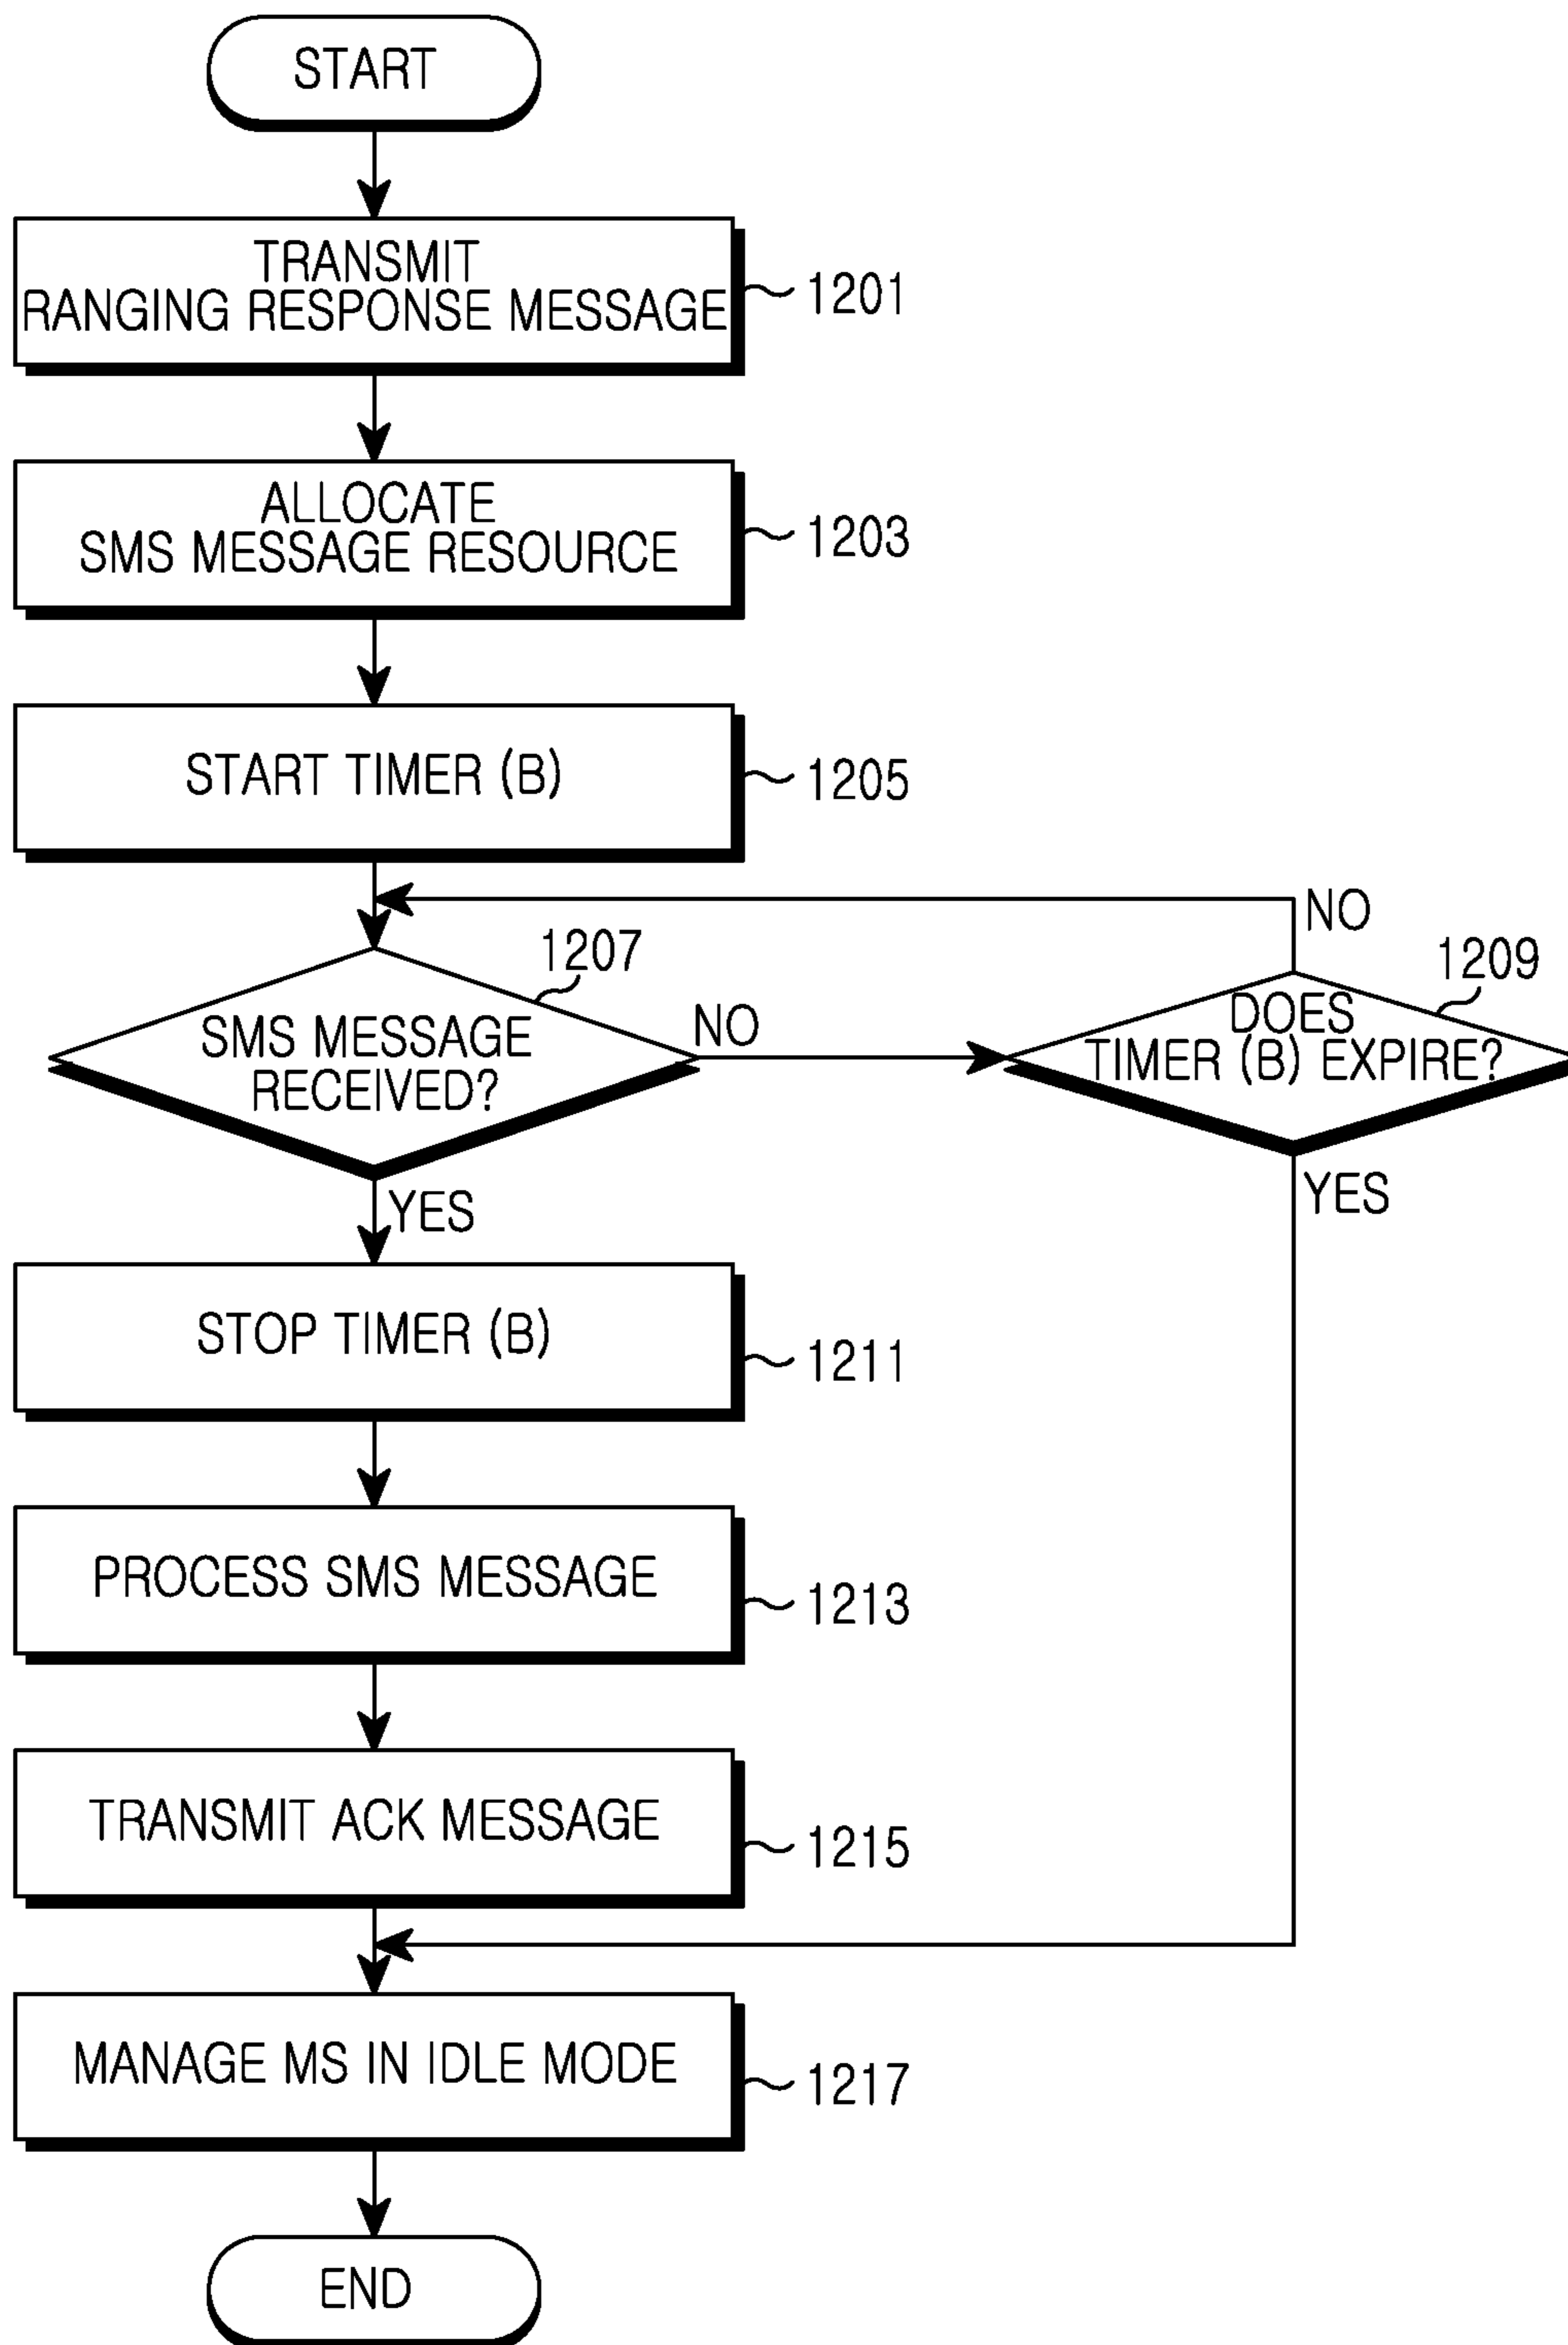 START
TRANSMIT
RANGING RESPONSE MESSAGE
1201
ALLOCATE
SMS MESSAGE RESOURCE
1203
START TIMER (B)
1205
NO
1207
1209
SMS MESSAGE
RECEIVED?
NO
DOES
TIMER (B) EXPIRE?
YES
YES
STOP TIMER (B)
1211
PROCESS SMS MESSAGE
1213
TRANSMIT ACK MESSAGE
1215
MANAGE MS IN IDLE MODE
1217
END